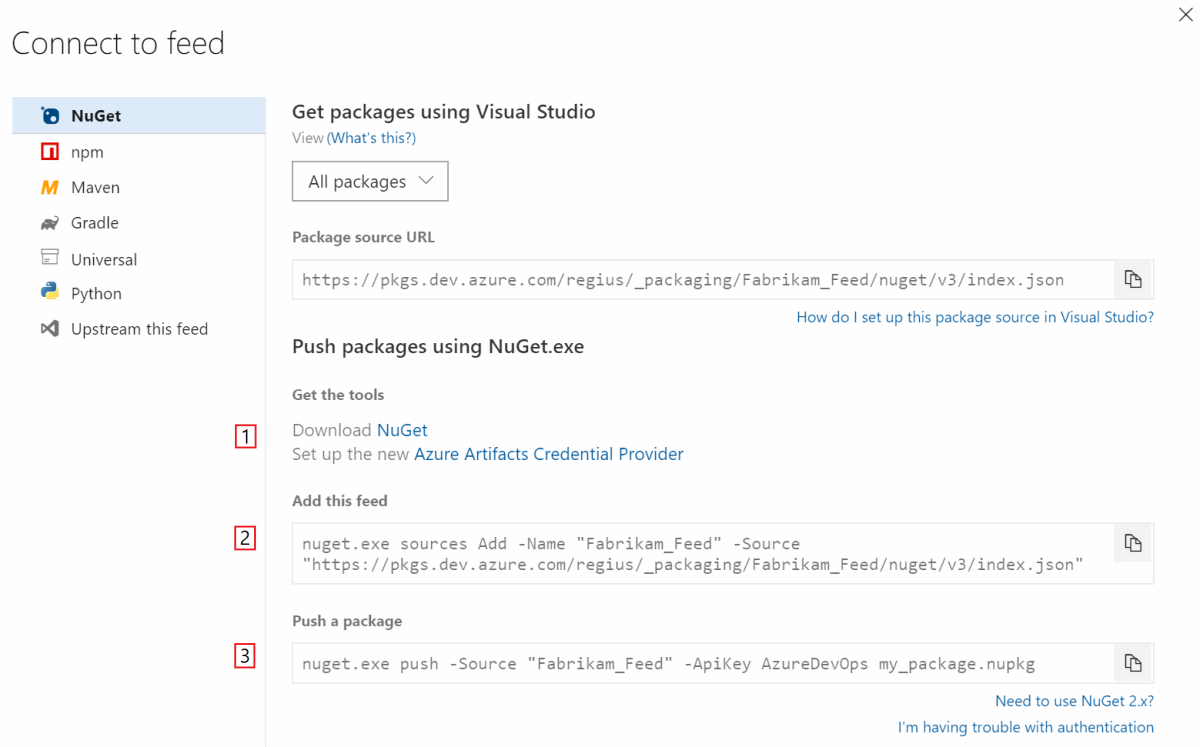 Connect to feed
NuGet
npm
Maven
Gradle
Universal
Python
Upstream this feed
Get packages using Visual Studio
View (What's this?)
All packages
Package source URL
https://pkgs.dev.azure.com/regius/_packaging/Fabrikam_Feed/nuget/v3/index.json
How do I set up this package source in Visual Studio?
Push packages using NuGet.exe
Get the tools
1
Download NuGet
Set up the new Azure Artifacts Credential Provider
Add this feed
2
nuget.exe sources Add -Name "Fabrikam_Feed" -Source
"https://pkgs.dev.azure.com/regius/_packaging/Fabrikam_Feed/nuget/v3/index.json"
Push a package
3
nuget.exe push -Source "Fabrikam_Feed" -ApiKey AzureDevOps my_package.nupkg
Need to use NuGet 2.x?
I'm having trouble with authentication